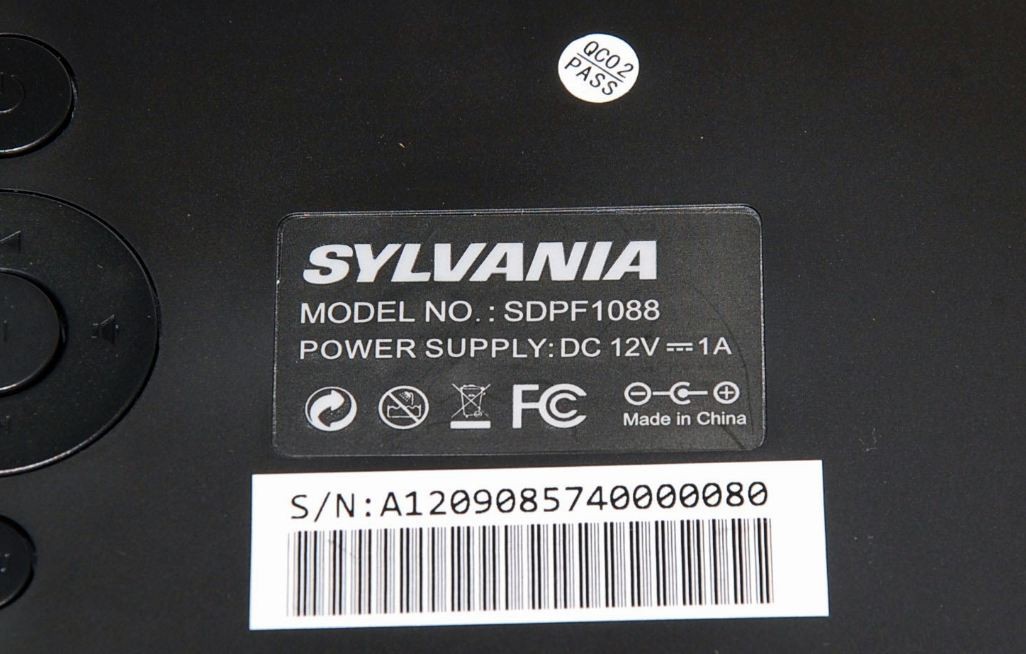 QC02
PASS
SYLVANIA
MODEL NO.: SDPF1088
POWER SUPPLY: DC 12V ⎓ 1A
FC
Made in China
S/N:A1209085740000080